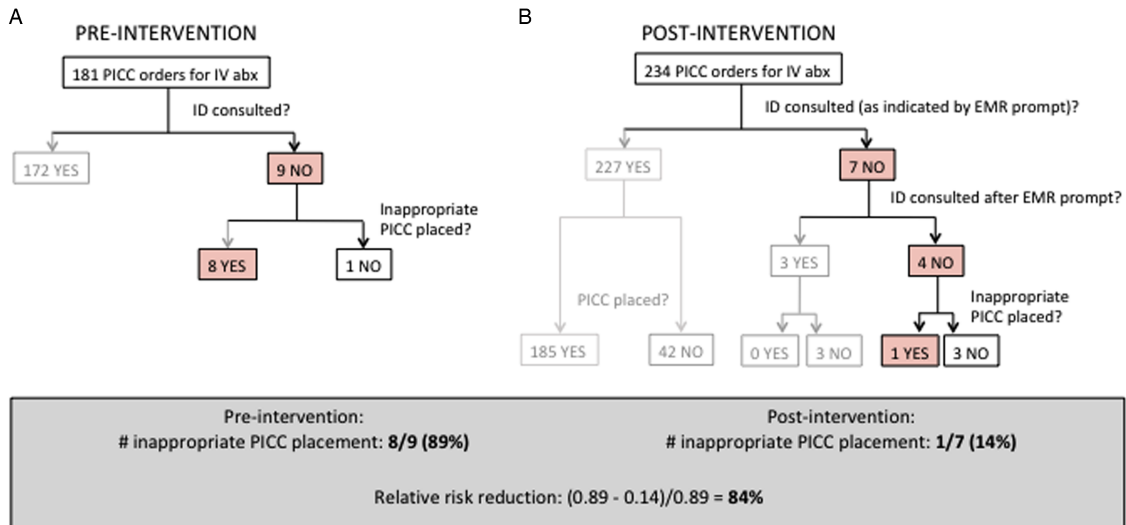 A
PRE-INTERVENTION
181 PICC orders for IV abx
ID consulted?
172 YES
9 NO
Inappropriate
PICC placed?
8 YES
1 NO
B
POST-INTERVENTION
234 PICC orders for IV abx
ID consulted (as indicated by EMR prompt)?
227 YES
7 NO
ID consulted after EMR prompt?
3 YES
4 NO
PICC placed?
Inappropriate
PICC placed?
185 YES
42 NO
0 YES
3 NO
1 YES
3 NO
Pre-intervention:
# inappropriate PICC placement: 8/9 (89%)
Post-intervention:
# inappropriate PICC placement: 1/7 (14%)
Relative risk reduction: (0.89 - 0.14)/0.89 = 84%